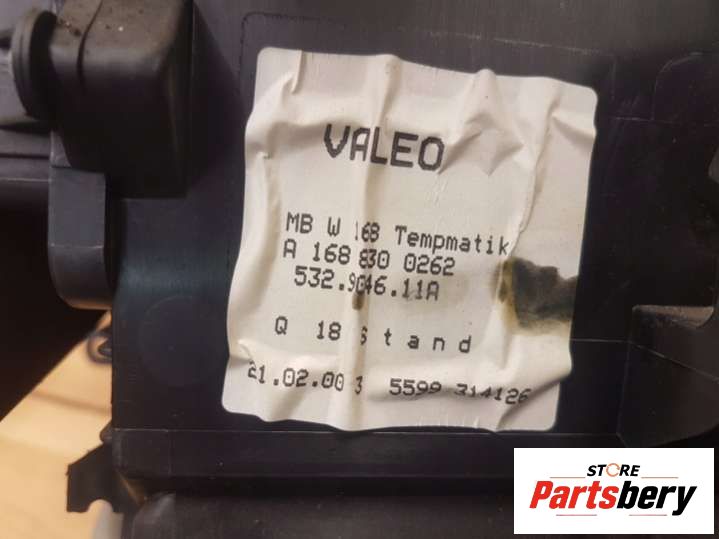 VALEO
MB W 168 Tempmatik
A 168 830 0262
532.9046.11A
Q 18 Stand
21.02.00 3 5599 314126
STORE
Partsbery